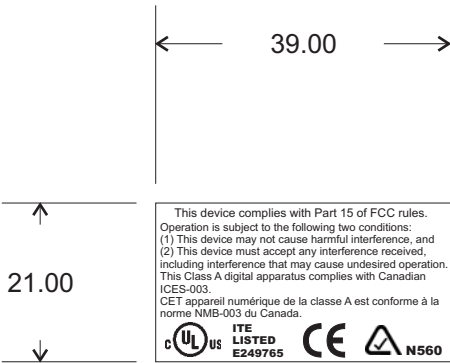 39.00
21.00
This device complies with Part 15 of FCC rules.
Operation is subject to the following two conditions:
(1) This device may not cause harmful interference, and
(2) This device must accept any interference received,
including interference that may cause undesired operation.
This Class A digital apparatus complies with Canadian
ICES-003.
CET appareil numérique de la classe A est conforme à la
norme NMB-003 du Canada.
c UL US ITE
LISTED
E249765
CE
N560